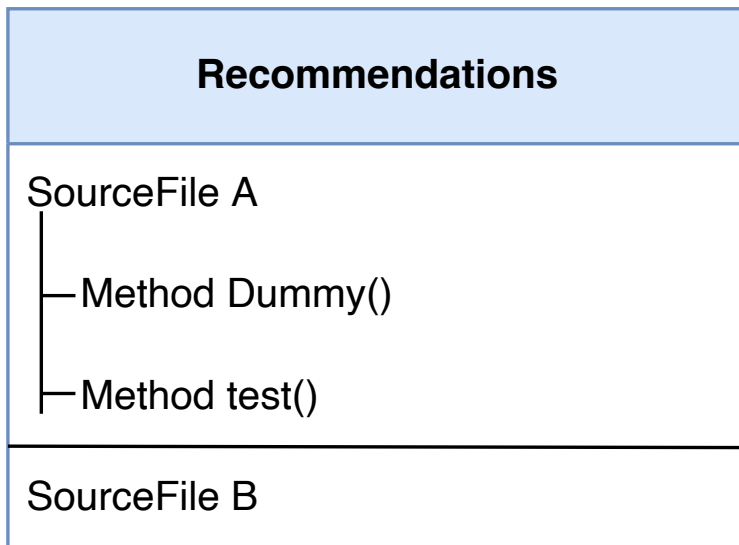 Recommendations
SourceFile A
Method Dummy()
Method test()
SourceFile B